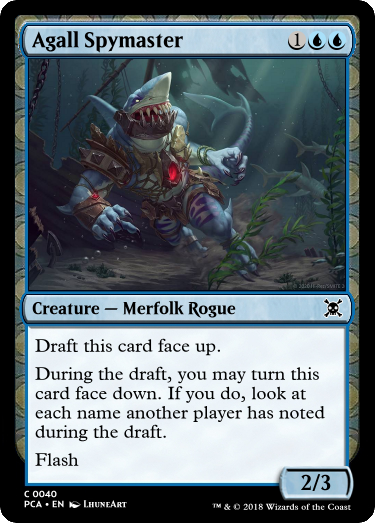 Agall Spymaster 1
Creature — Merfolk Rogue
Draft this card face up.
During the draft, you may turn this
card face down. If you do, look at
each name another player has noted
during the draft.
Flash
2/3
C 0040
PCA • EN LhuneArt
™ & © 2018 Wizards of the Coast